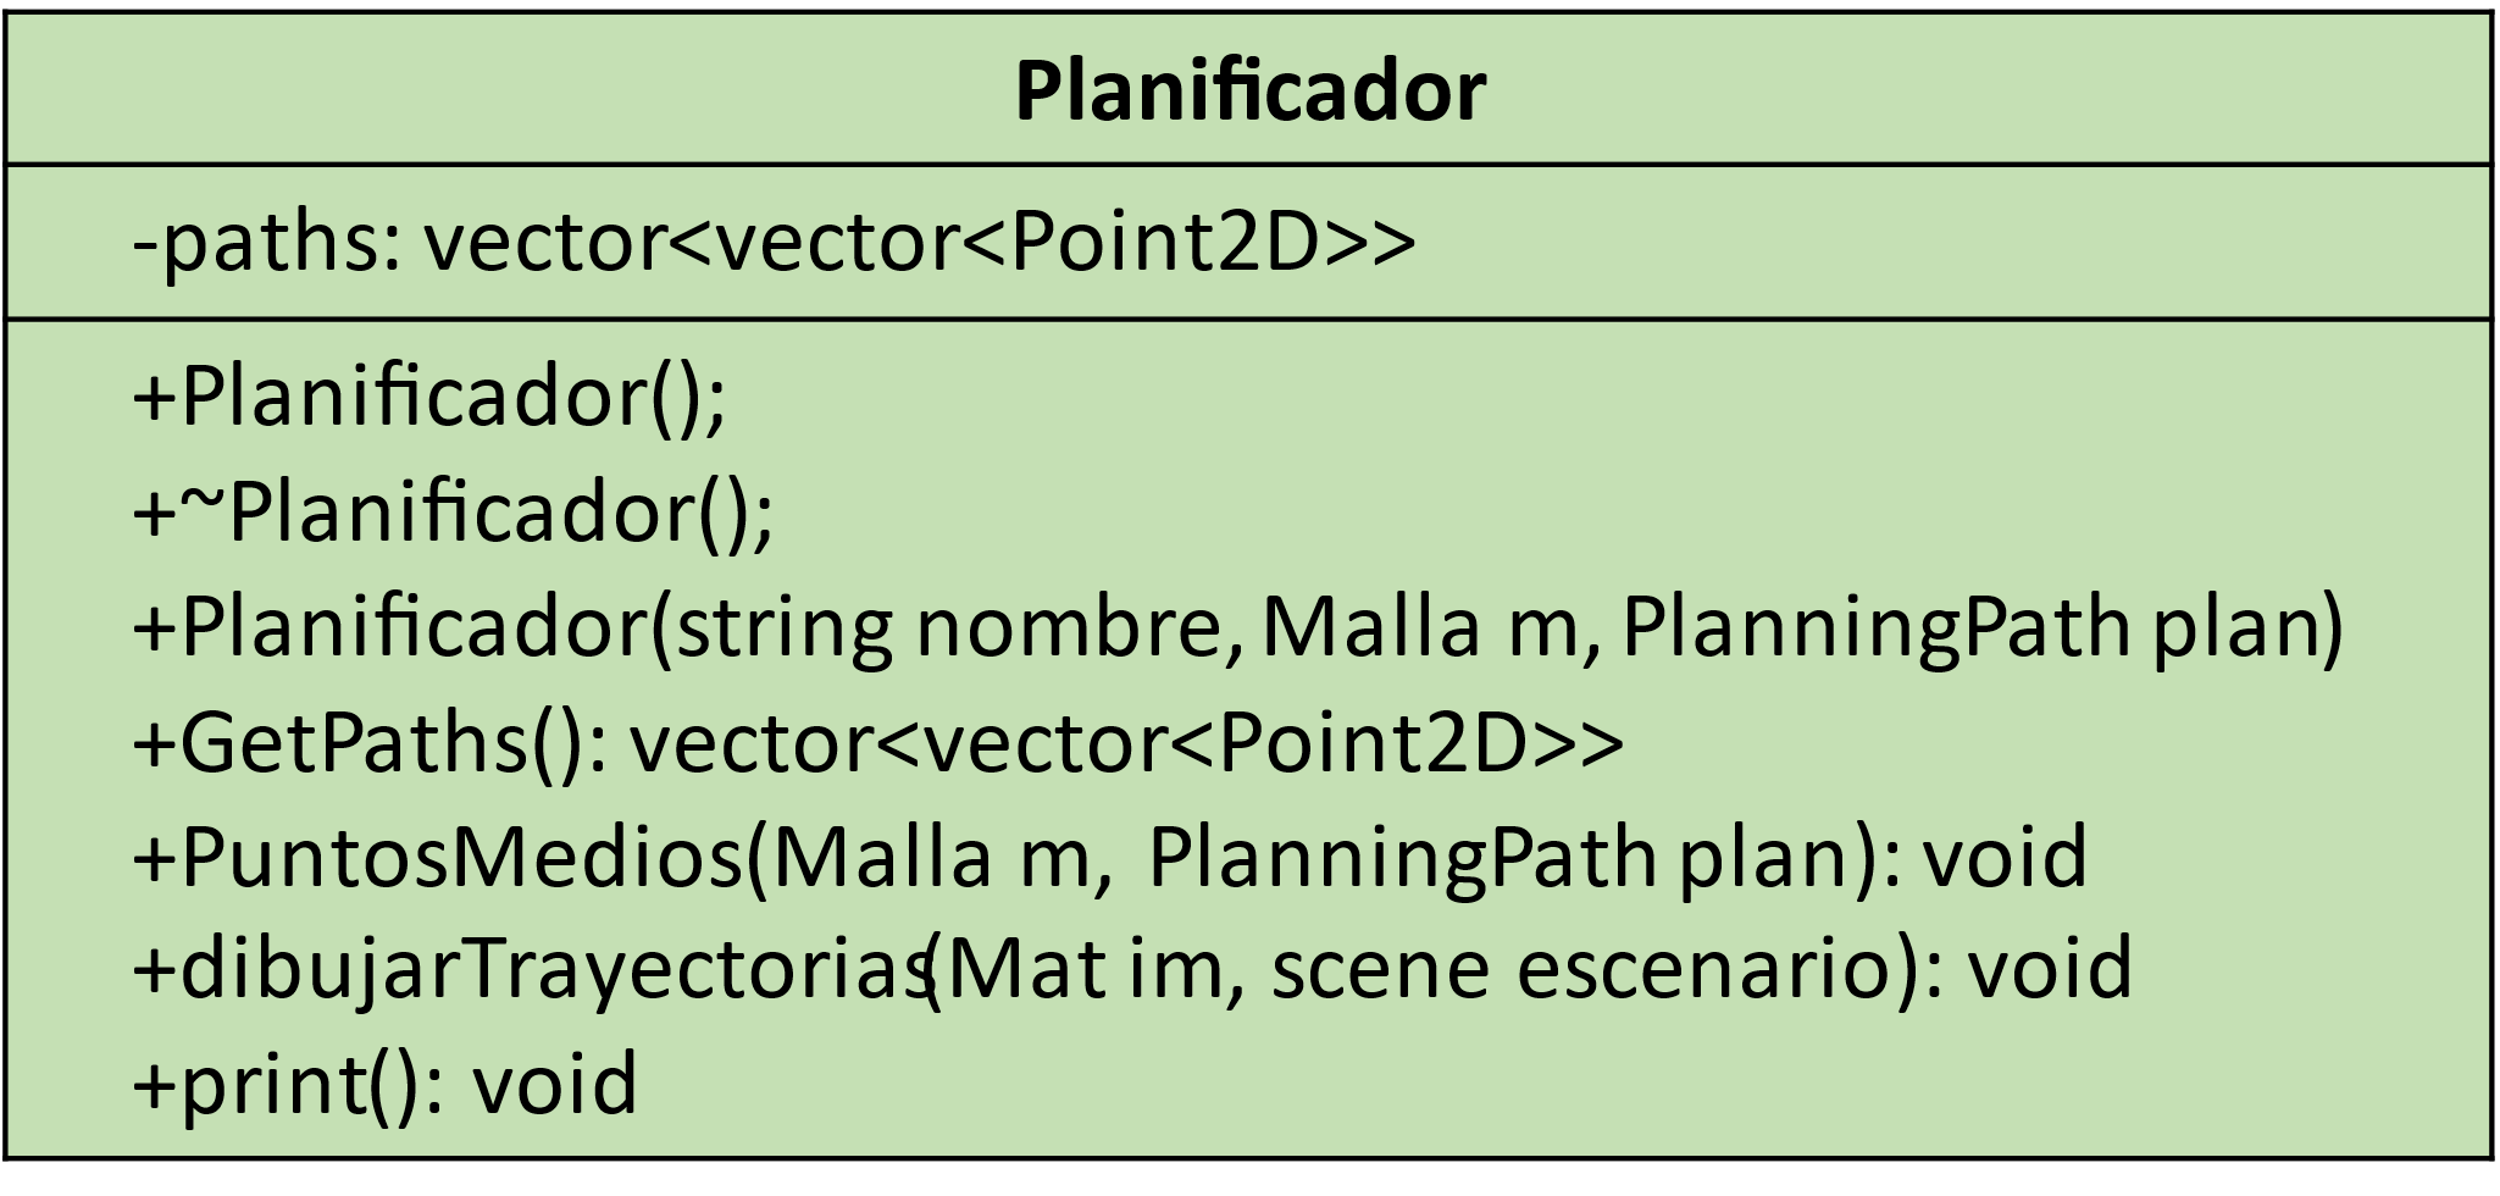 Planificador
-paths: vector<vector<Point2D>>
+Planificador();
+~Planificador();
+Planificador(string nombre, Malla m, PlanningPath plan)
+GetPaths(): vector<vector<Point2D>>
+PuntosMedios(Malla m, PlanningPath plan): void
+dibujarTrayectorias(Mat im, scene escenario): void
+print(): void